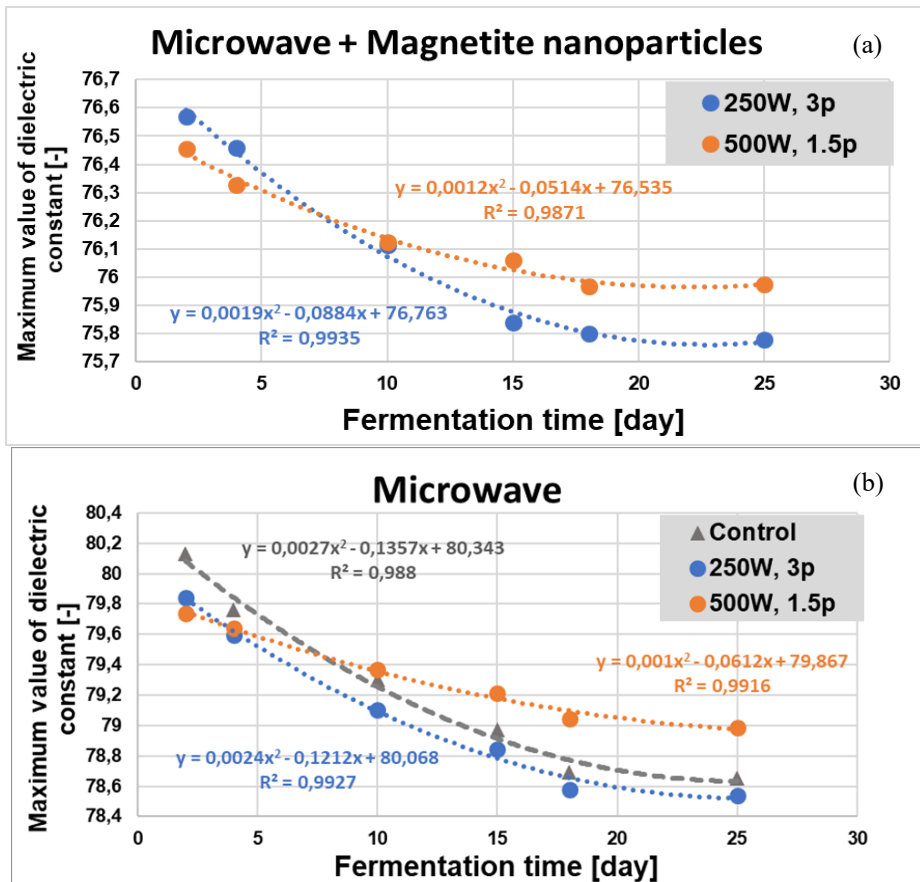 Microwave + Magnetite nanoparticles
(a)
Maximum value of dielectric
constant [-]
76,7
76,6
76,5
76,4
76,3
76,2
76,1
76
75,9
75,8
75,7
250W, 3p
500W, 1.5p
y = 0,0012x² - 0,0514x + 76,535
R² = 0,9871
y = 0,0019x² - 0,0884x + 76,763
R² = 0,9935
0 5 10 15 20 25 30
Fermentation time [day]
Microwave
(b)
Maximum value of dielectric
constant [-]
80,4
80,2
80
79,8
79,6
79,4
79,2
79
78,8
78,6
78,4
Control
250W, 3p
500W, 1.5p
y = 0,0027x² - 0,1357x + 80,343
R² = 0,988
y = 0,001x² - 0,0612x + 79,867
R² = 0,9916
y = 0,0024x² - 0,1212x + 80,068
R² = 0,9927
0 5 10 15 20 25 30
Fermentation time [day]